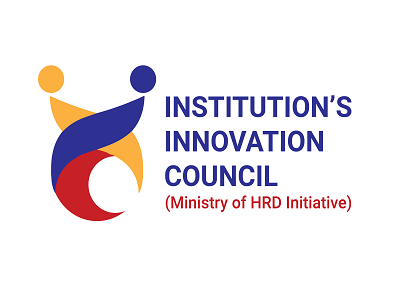 INSTITUTION'S
INNOVATION
COUNCIL
(Ministry of HRD Initiative)